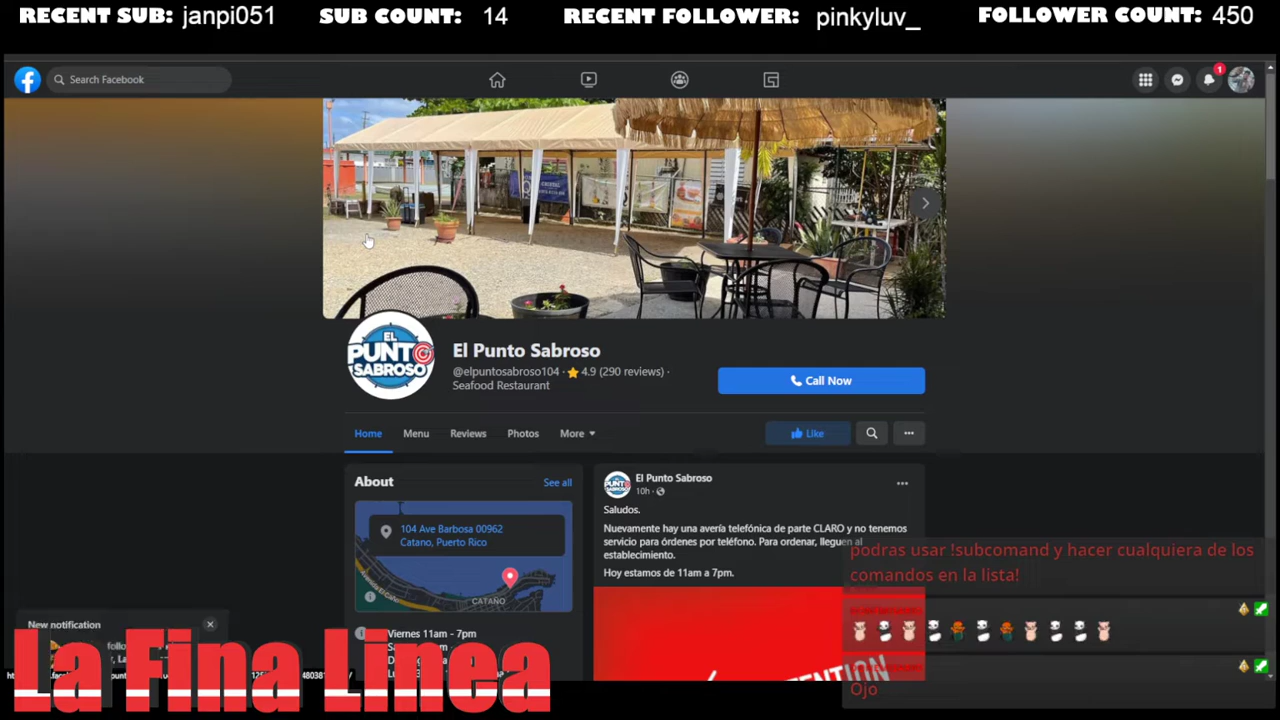 RECENT SUB: janpi051 SUB COUNT: 14 RECENT FOLLOWER: pinkyluv_ FOLLOWER COUNT: 450
Search Facebook
1
EL PUNTO SABROSO
El Punto Sabroso
@elpuntosabroso104 · 4.9 (290 reviews) ·
Seafood Restaurant
Call Now
Home Menu Reviews Photos More Like
About See all
104 Ave Barbosa 00962
Catano, Puerto Rico
CATAÑO
Viernes 11am - 7pm
El Punto Sabroso
10h ·
Saludos.
Nuevamente hay una avería telefónica de parte CLARO y no tenemos
servicio para órdenes por teléfono. Para ordenar, lleguen al
establecimiento.
Hoy estamos de 11am a 7pm.
podras usar !subcomand y hacer cualquiera de los
comandos en la lista!
Ojo
New notification
La Fina Linea